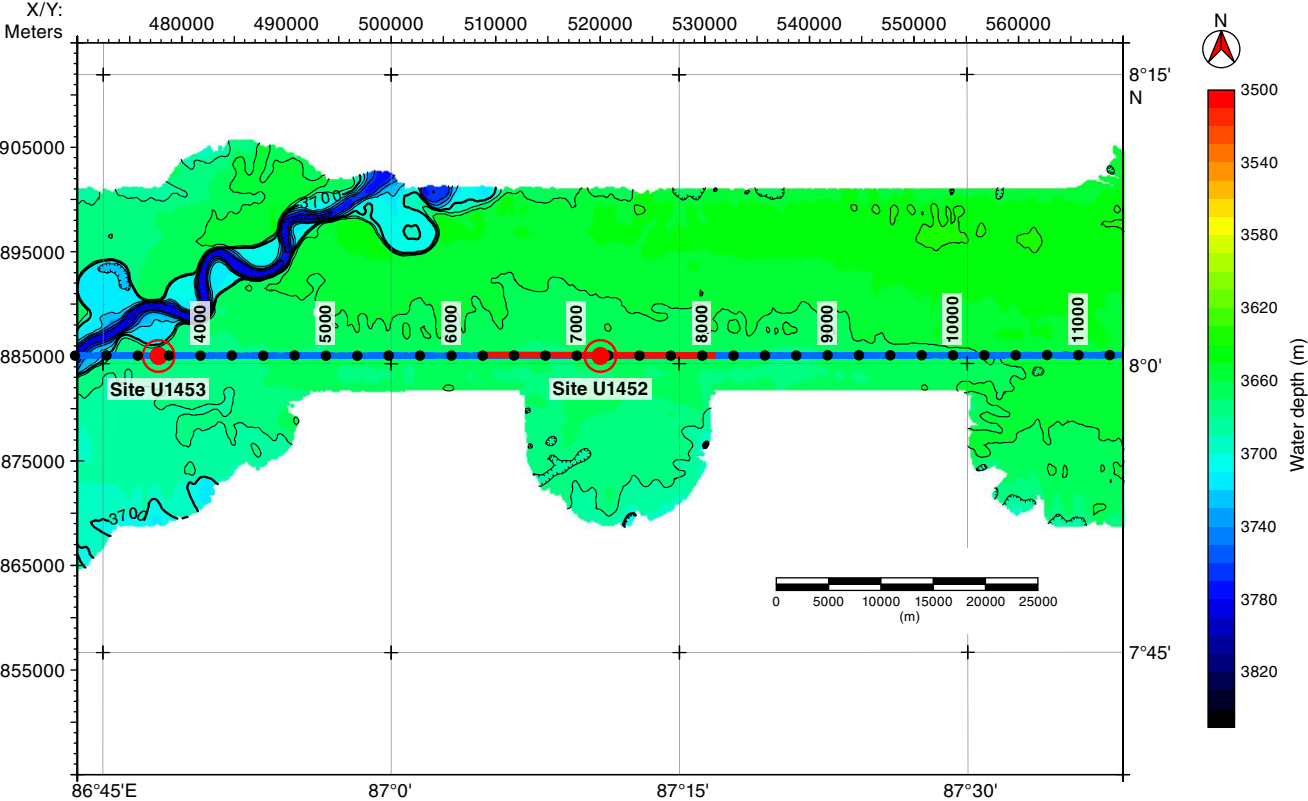 X/Y:
Meters
480000 490000 500000 510000 520000 530000 540000 550000 560000
N
8°15'
N
3500
3540
3580
3620
3660
3700
3740
3780
3820
Water depth (m)
905000
895000
885000
875000
865000
855000
3700
4000 5000 6000 7000 8000 9000 10000 11000
8°0'
Site U1453 Site U1452
370
0 5000 10000 15000 20000 25000
(m)
7°45'
86°45'E 87°0' 87°15' 87°30'